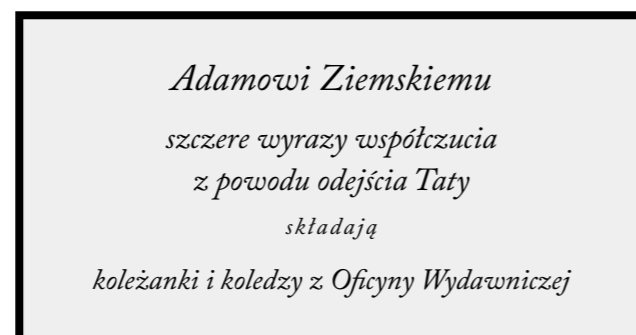 Adamowi Ziemskiemu
szczere wyrazy współczucia
z powodu odejścia Taty
składają
koleżanki i koledzy z Oficyny Wydawniczej